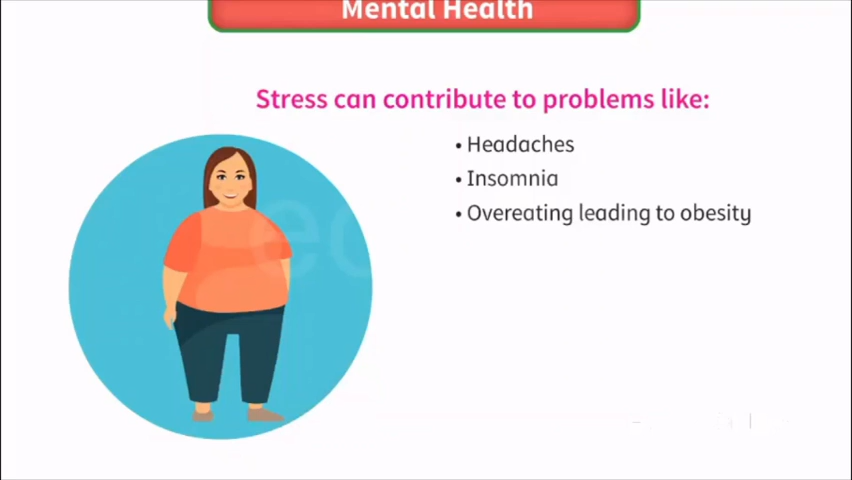 Mental Health
Stress can contribute to problems like:
• Headaches
• Insomnia
• Overeating leading to obesity